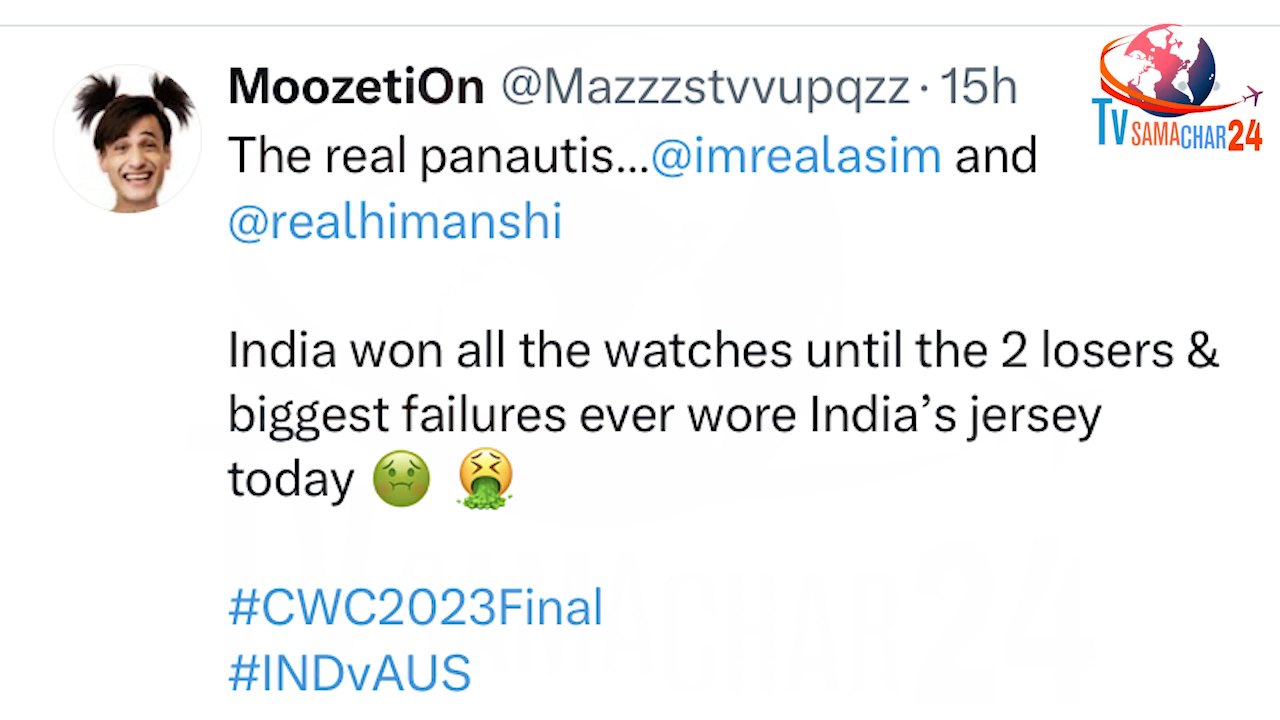 MoozetiOn @Mazzzstvvupqzz · 15h
The real panautis...@imrealasim and
@realhimanshi
India won all the watches until the 2 losers &
biggest failures ever wore India’s jersey
today 🤢 🤮
#CWC2023Final
#INDvAUS
TV SAMACHAR24